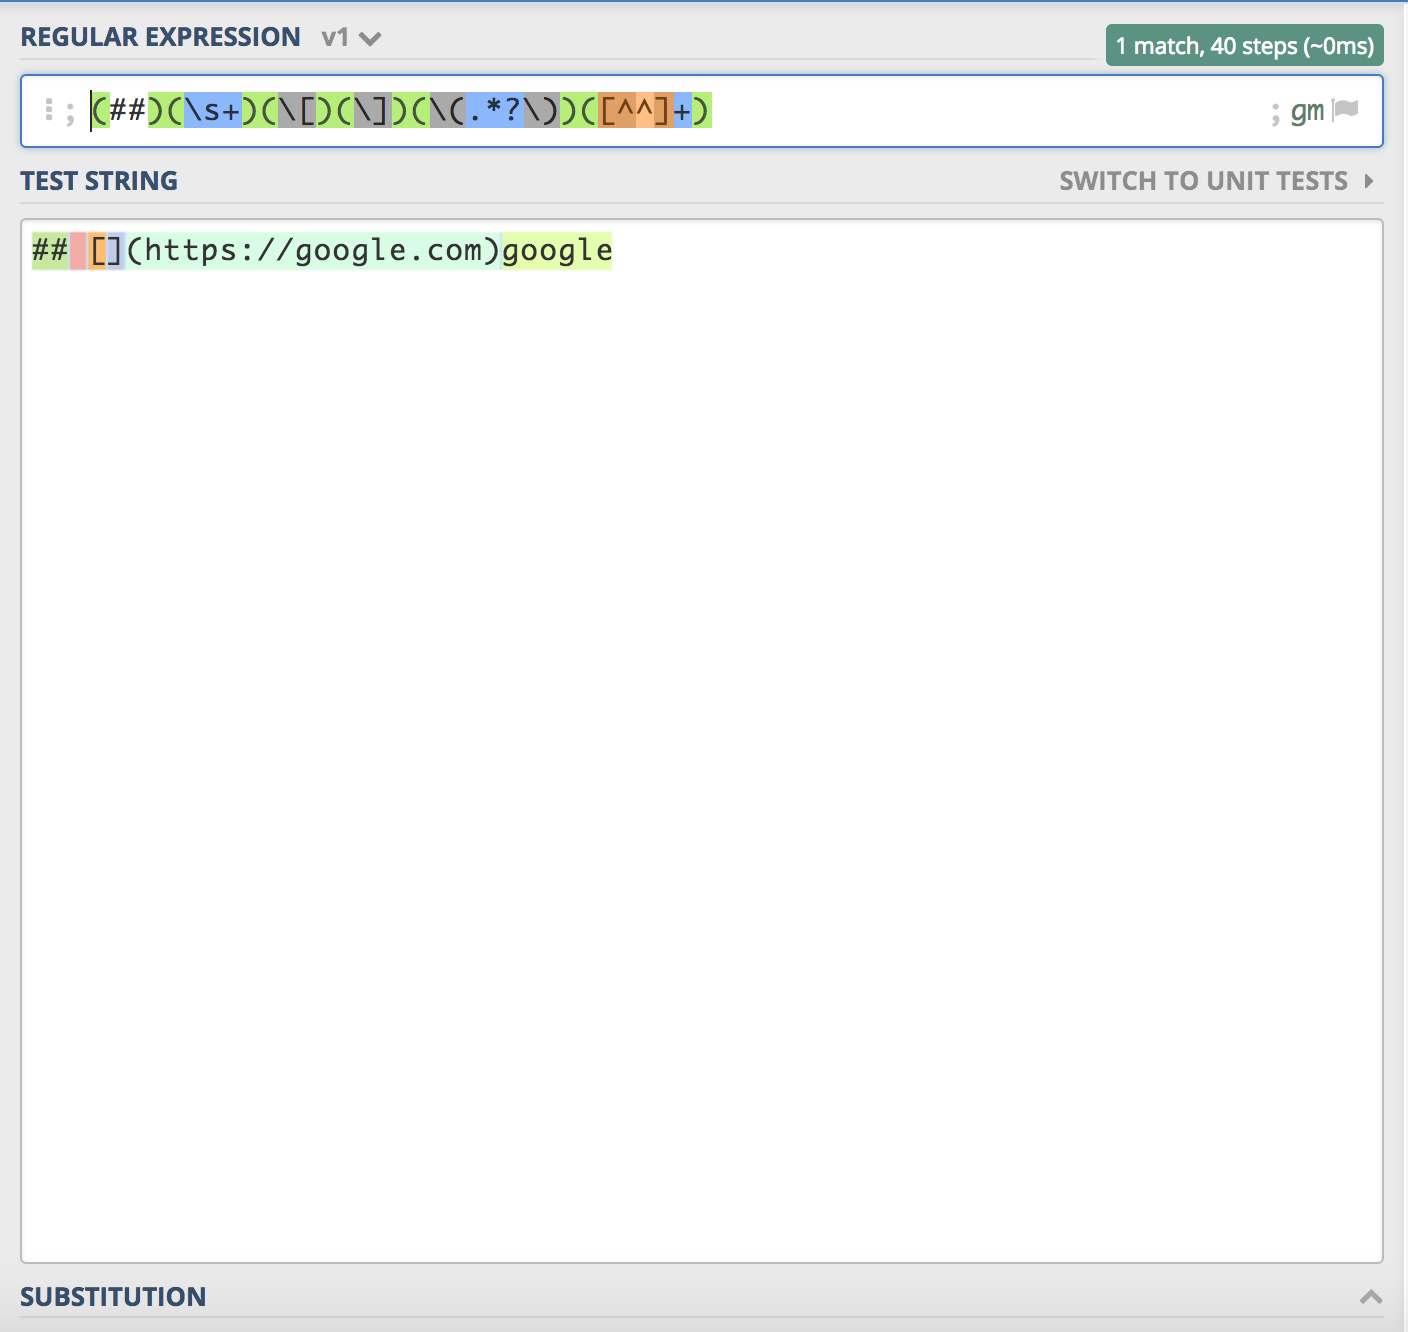 REGULAR EXPRESSION v1
1 match, 40 steps (~0ms)
; (##)(\s+)(\[)(\])(\(.*?\))([^^]+) ; gm
TEST STRING
SWITCH TO UNIT TESTS
## [](https://google.com)google
SUBSTITUTION